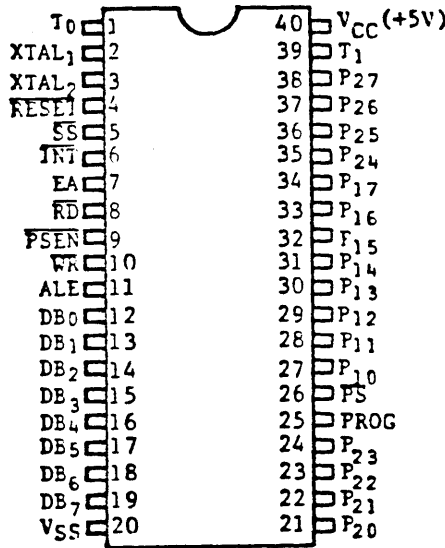 T0 1 40 VCC (+5V)
XTAL1 2 39 T1
XTAL2 3 38 P27
RESET 4 37 P26
SS 5 36 P25
INT 6 35 P24
EA 7 34 P17
RD 8 33 P16
PSEN 9 32 P15
WR 10 31 P14
ALE 11 30 P13
DB0 12 29 P12
DB1 13 28 P11
DB2 14 27 P10
DB3 15 26 PS
DB4 16 25 PROG
DB5 17 24 P23
DB6 18 23 P22
DB7 19 22 P21
VSS 20 21 P20